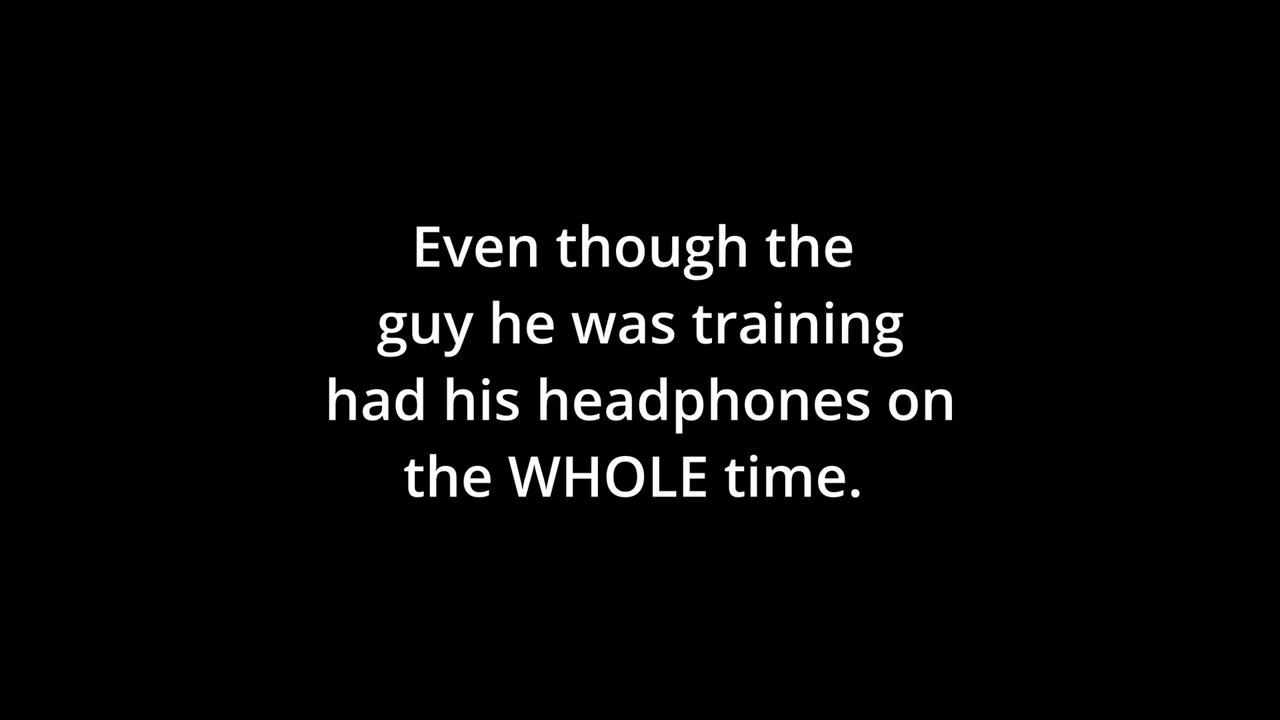 Even though the
guy he was training
had his headphones on
the WHOLE time.